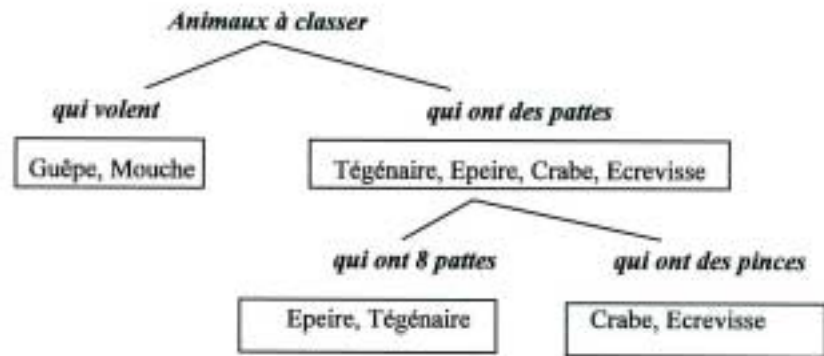 Animaux à classer
qui volent
qui ont des pattes
Guêpe, Mouche
Tégénaire, Epeire, Crabe, Ecrevisse
qui ont 8 pattes
qui ont des pinces
Epeire, Tégénaire
Crabe, Ecrevisse